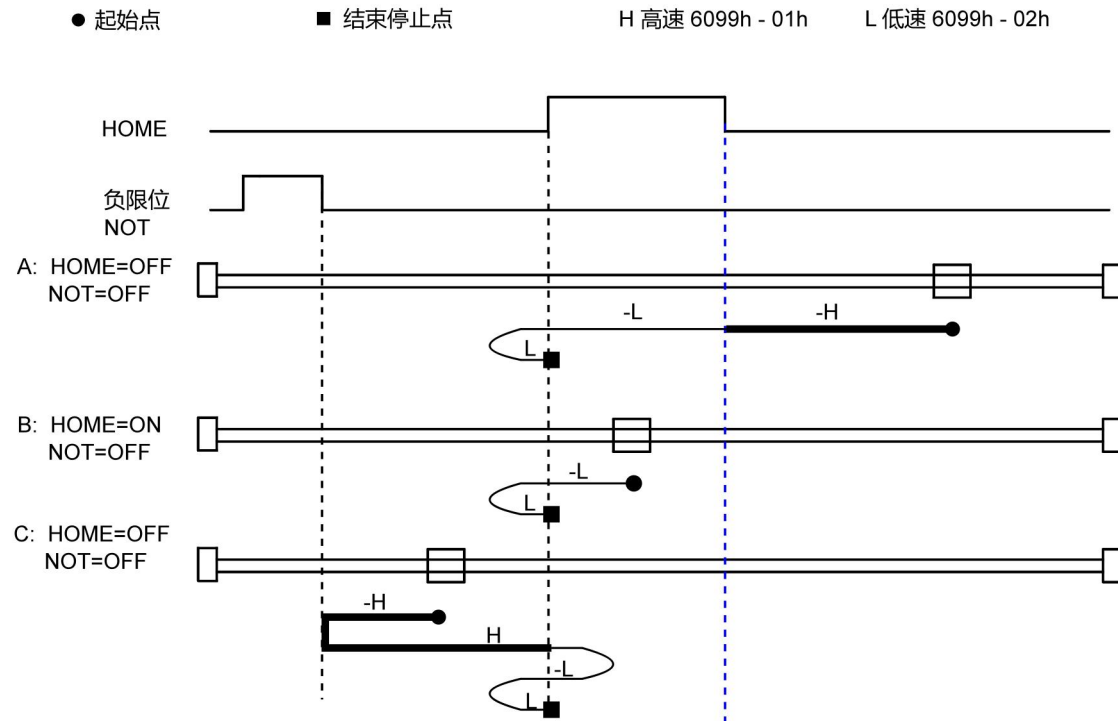 ● 起始点 ■ 结束停止点 H 高速 6099h - 01h L 低速 6099h - 02h
HOME
负限位
NOT
A: HOME=OFF
NOT=OFF
-L -H
L
B: HOME=ON
NOT=OFF
-L
L
C: HOME=OFF
NOT=OFF
-H
H
-L
L